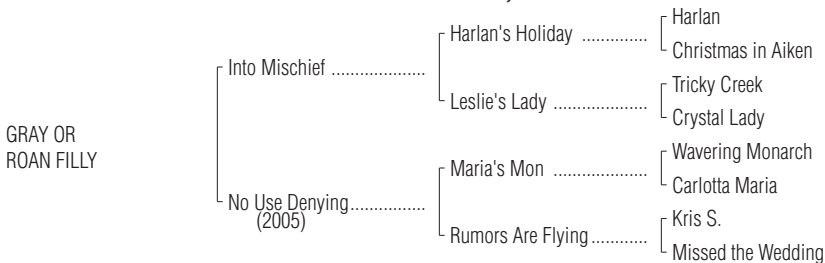 Harlan
Harlan's Holiday ..............
Christmas in Aiken
Into Mischief ....................
Tricky Creek
Leslie's Lady ....................
Crystal Lady
GRAY OR
ROAN FILLY
Wavering Monarch
Maria's Mon ....................
Carlotta Maria
No Use Denying................
(2005)
Kris S.
Rumors Are Flying............
Missed the Wedding